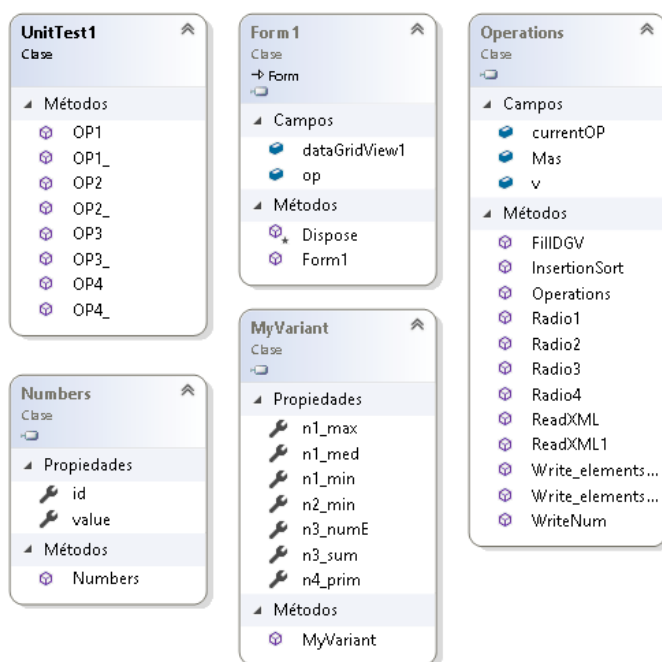 UnitTest1
Clase
Métodos
OP1
OP1_
OP2
OP2_
OP3
OP3_
OP4
OP4_
Numbers
Clase
Propiedades
id
value
Métodos
Numbers
Form1
Clase
Form
Campos
dataGridView1
op
Métodos
Dispose
Form1
MyVariant
Clase
Propiedades
n1_max
n1_med
n1_min
n2_min
n3_numE
n3_sum
n4_prim
Métodos
MyVariant
Operations
Clase
Campos
currentOP
Mas
v
Métodos
FillDGV
InsertionSort
Operations
Radio1
Radio2
Radio3
Radio4
ReadXML
ReadXML1
Write_elements...
Write_elements...
WriteNum